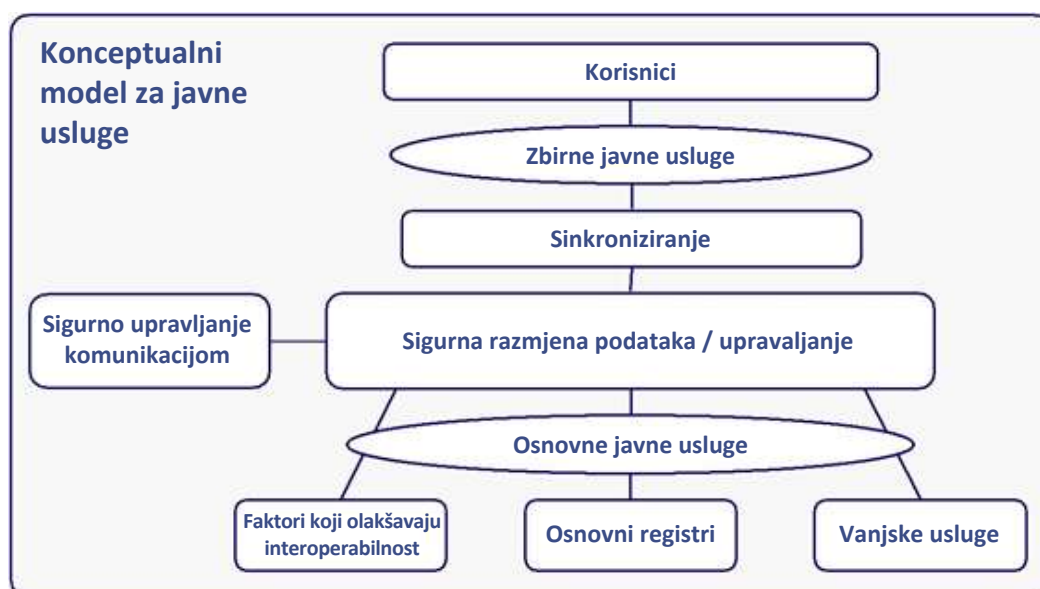 Konceptualni
model za javne
usluge
Korisnici
Zbirne javne usluge
Sinkroniziranje
Sigurno upravljanje
komunikacijom
Sigurna razmjena podataka / upravaljanje
Osnovne javne usluge
Faktori koji olakšavaju
interoperabilnost
Osnovni registri
Vanjske usluge